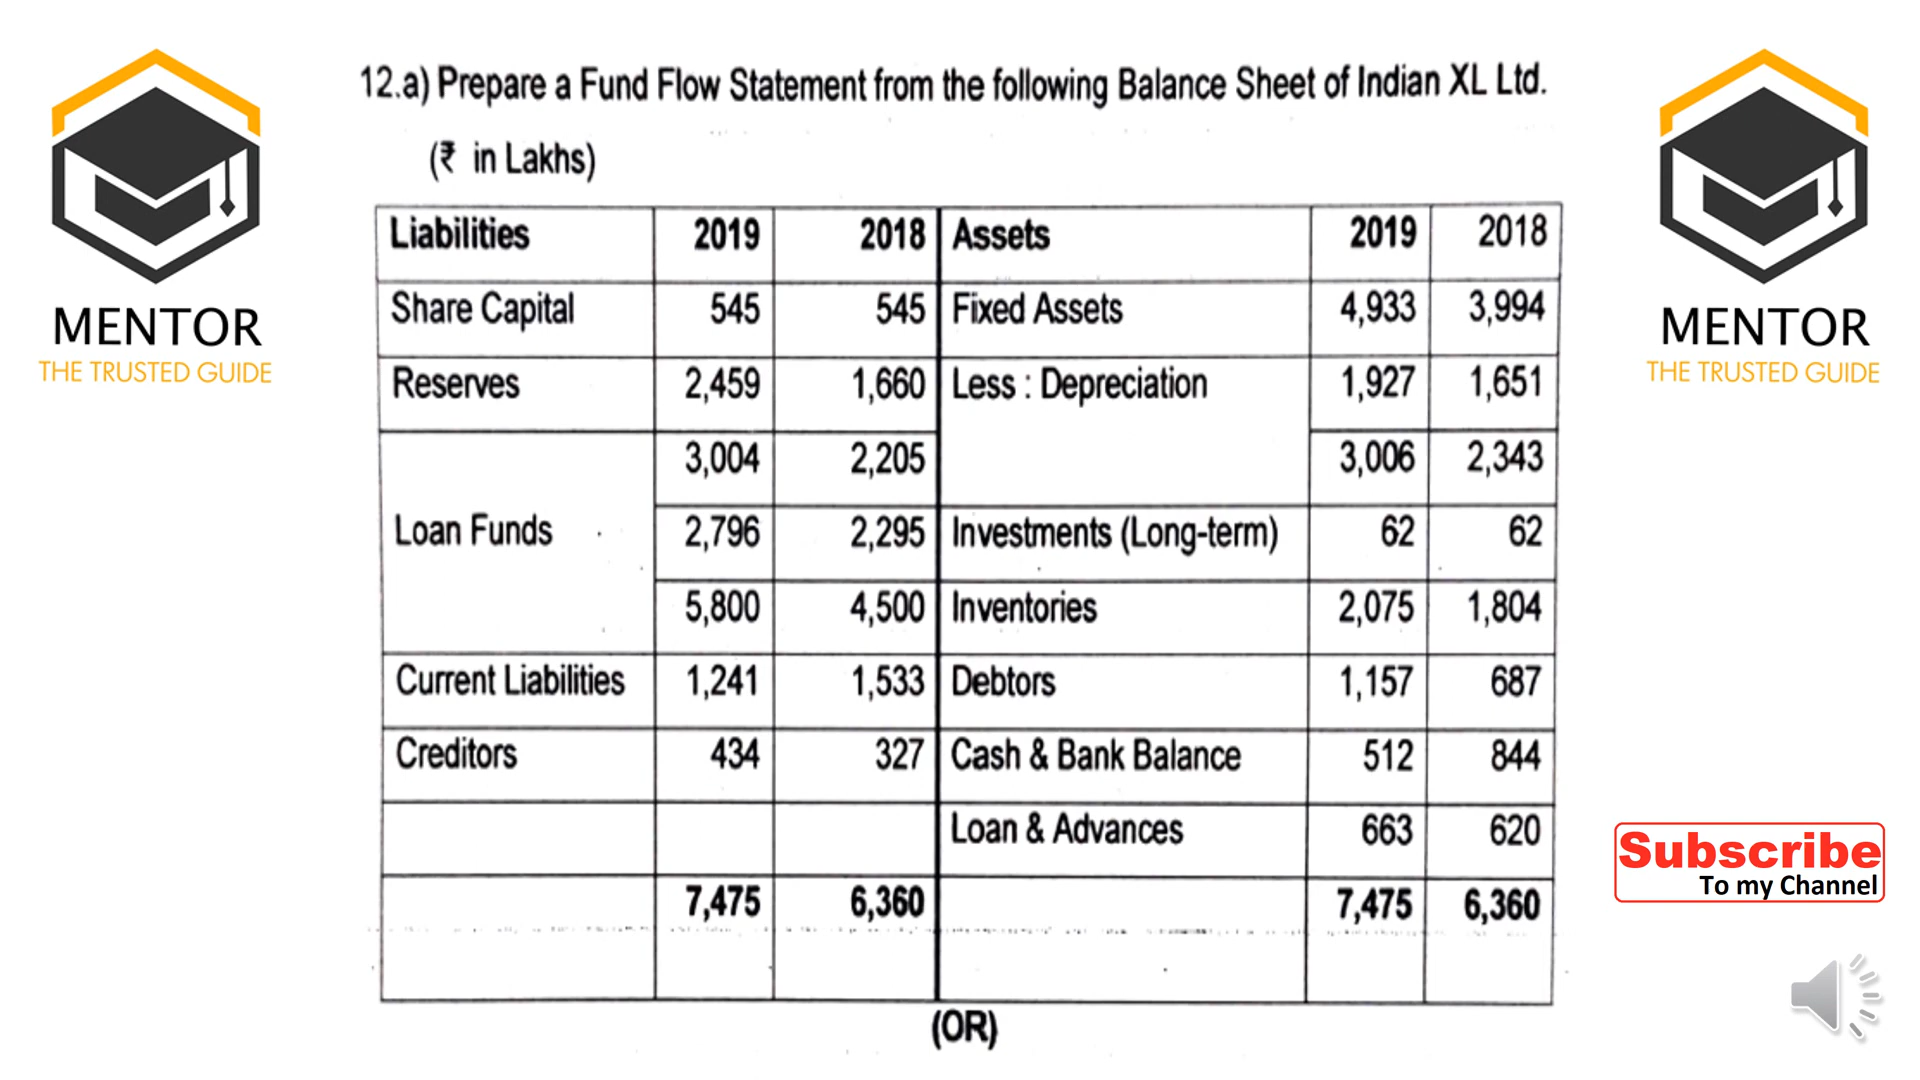 MENTOR
THE TRUSTED GUIDE
12.a) Prepare a Fund Flow Statement from the following Balance Sheet of Indian XL Ltd.
(₹ in Lakhs)
Liabilities 2019 2018 Assets 2019 2018
Share Capital 545 545 Fixed Assets 4,933 3,994
Reserves 2,459 1,660 Less : Depreciation 1,927 1,651
3,004 2,205 3,006 2,343
Loan Funds 2,796 2,295 Investments (Long-term) 62 62
5,800 4,500 Inventories 2,075 1,804
Current Liabilities 1,241 1,533 Debtors 1,157 687
Creditors 434 327 Cash & Bank Balance 512 844
Loan & Advances 663 620
7,475 6,360 7,475 6,360
(OR)
MENTOR
THE TRUSTED GUIDE
Subscribe
To my Channel